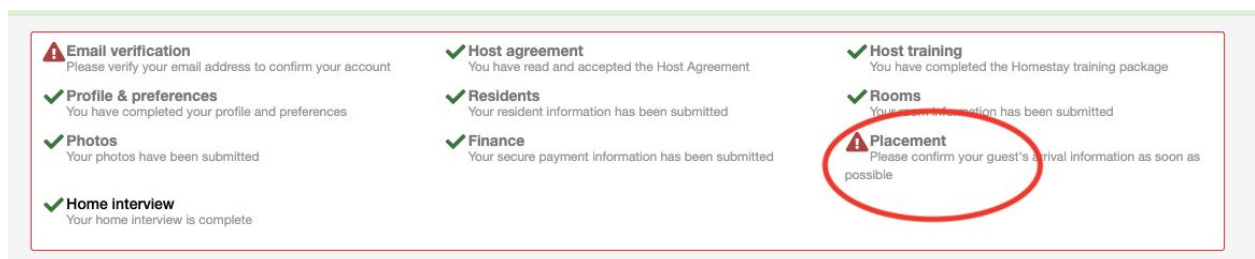 Email verification
Please verify your email address to confirm your account
Host agreement
You have read and accepted the Host Agreement
Host training
You have completed the Homestay training package
Profile & preferences
You have completed your profile and preferences
Residents
Your resident information has been submitted
Rooms
Your room information has been submitted
Photos
Your photos have been submitted
Finance
Your secure payment information has been submitted
Placement
Please confirm your guest's arrival information as soon as
possible
Home interview
Your home interview is complete